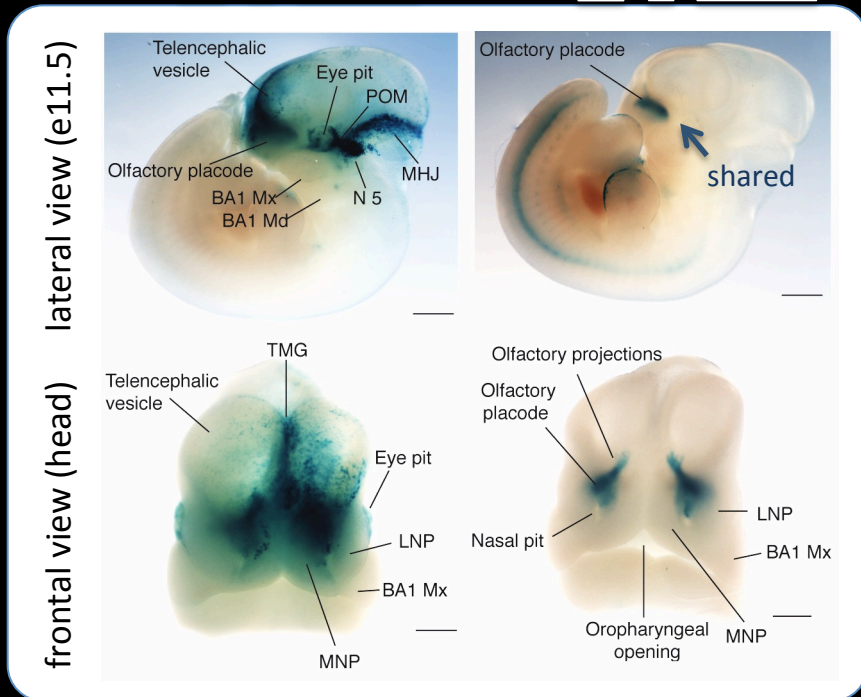 lateral view (e11.5)
Telencephalic
vesicle
Eye pit
POM
Olfactory placode
BA1 Mx
BA1 Md
N 5
MHJ
Olfactory placode
shared
frontal view (head)
TMG
Telencephalic
vesicle
Eye pit
LNP
BA1 Mx
MNP
Olfactory projections
Olfactory
placode
Nasal pit
LNP
BA1 Mx
Oropharyngeal
opening
MNP